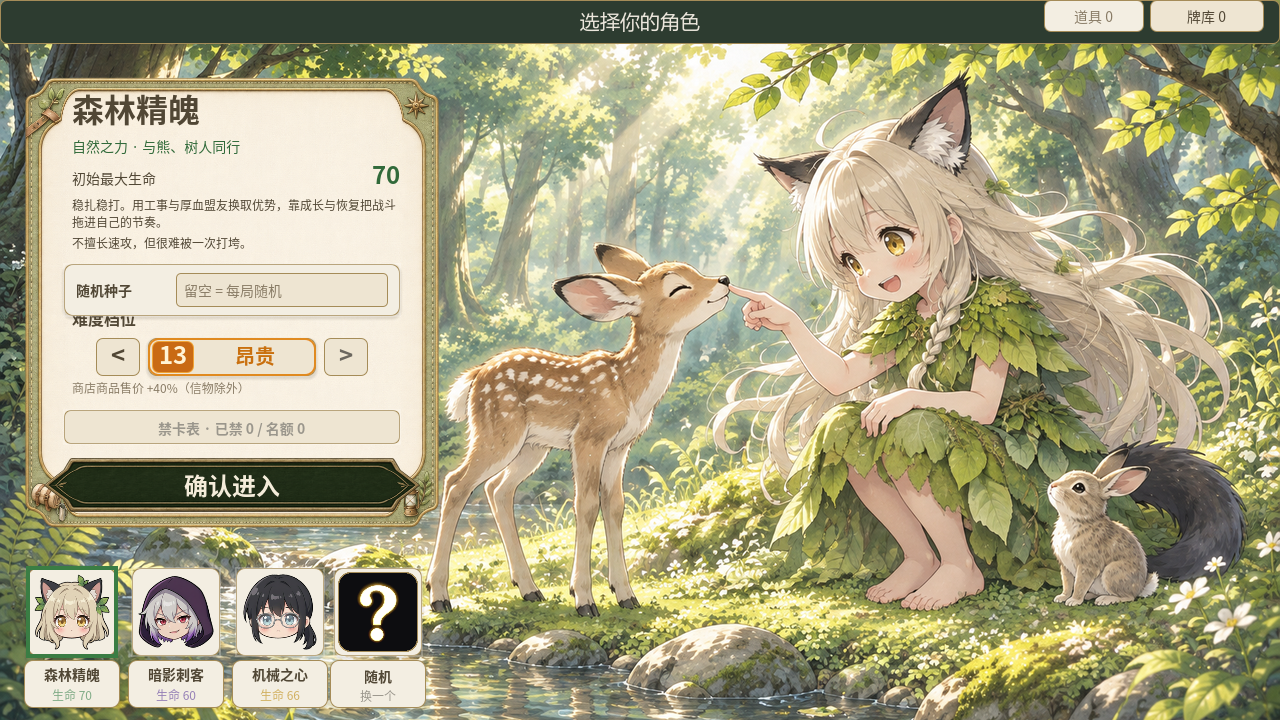 选择你的角色
道具 0
牌库 0
森林精魄
自然之力 · 与熊、树人同行
初始最大生命 70
稳扎稳打。用工事与厚血盟友换取优势，靠成长与恢复把战斗
拖进自己的节奏。
不擅长速攻，但很难被一次打垮。
随机种子 留空 = 每局随机
难度档位
< 13 昂贵 >
商店商品售价 +40%（信物除外）
禁卡表 · 已禁 0 / 名额 0
确认进入
?
森林精魄 暗影刺客 机械之心 随机
生命 70 生命 60 生命 66 换一个